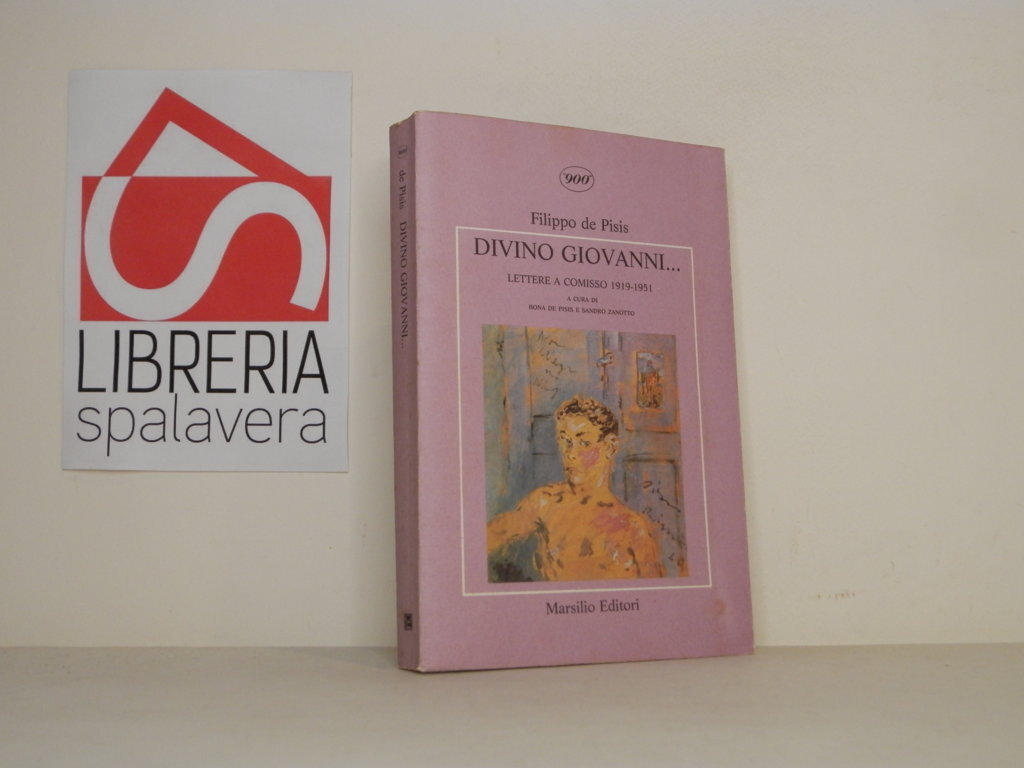 LIBRERIA
spalavera
'900
de Pisis DIVINO GIOVANNI...
'900
Filippo de Pisis
DIVINO GIOVANNI...
LETTERE A COMISSO 1919-1951
A CURA DI
BONA DE PISIS E SANDRO ZANOTTO
Marsilio Editori